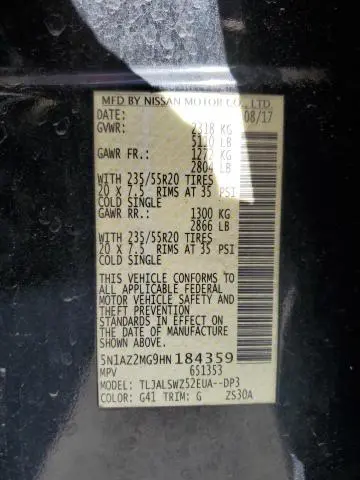 MFD BY NISSAN MOTOR CO., LTD.
DATE: 08/17
GVWR: 2318 KG
5110 LB
GAWR FR.: 1272 KG
2804 LB
WITH 235/55R20 TIRES
20 X 7.5 RIMS AT 35 PSI
COLD SINGLE
GAWR RR.: 1300 KG
2866 LB
WITH 235/55R20 TIRES
20 X 7.5 RIMS AT 35 PSI
COLD SINGLE
THIS VEHICLE CONFORMS TO
ALL APPLICABLE FEDERAL
MOTOR VEHICLE SAFETY AND
THEFT PREVENTION
STANDARDS IN EFFECT ON
THE DATE OF MANUFACTURE
SHOWN ABOVE.
5N1AZ2MG9HN184359
MPV 651353
MODEL: TLJALSWZ52EUA--DP3
COLOR: G41 TRIM: G ZS30A